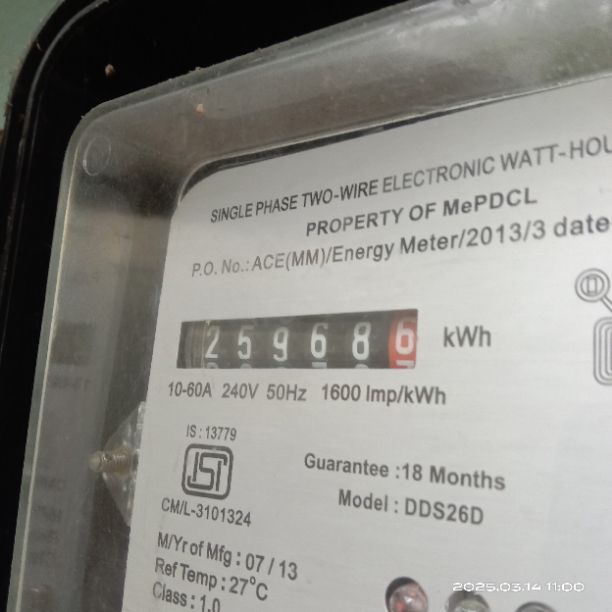 SINGLE PHASE TWO-WIRE ELECTRONIC WATT-HOU
PROPERTY OF MePDCL
P.O. No.: ACE(MM)/Energy Meter/2013/3 date
259686 kWh
10-60A 240V 50Hz 1600 Imp/kWh
IS : 13779
ISI
CM/L-3101324
Guarantee :18 Months
Model : DDS26D
M/Yr of Mfg : 07 / 13
Ref Temp : 27°C
Class : 1.0
2025.03.14 11:00